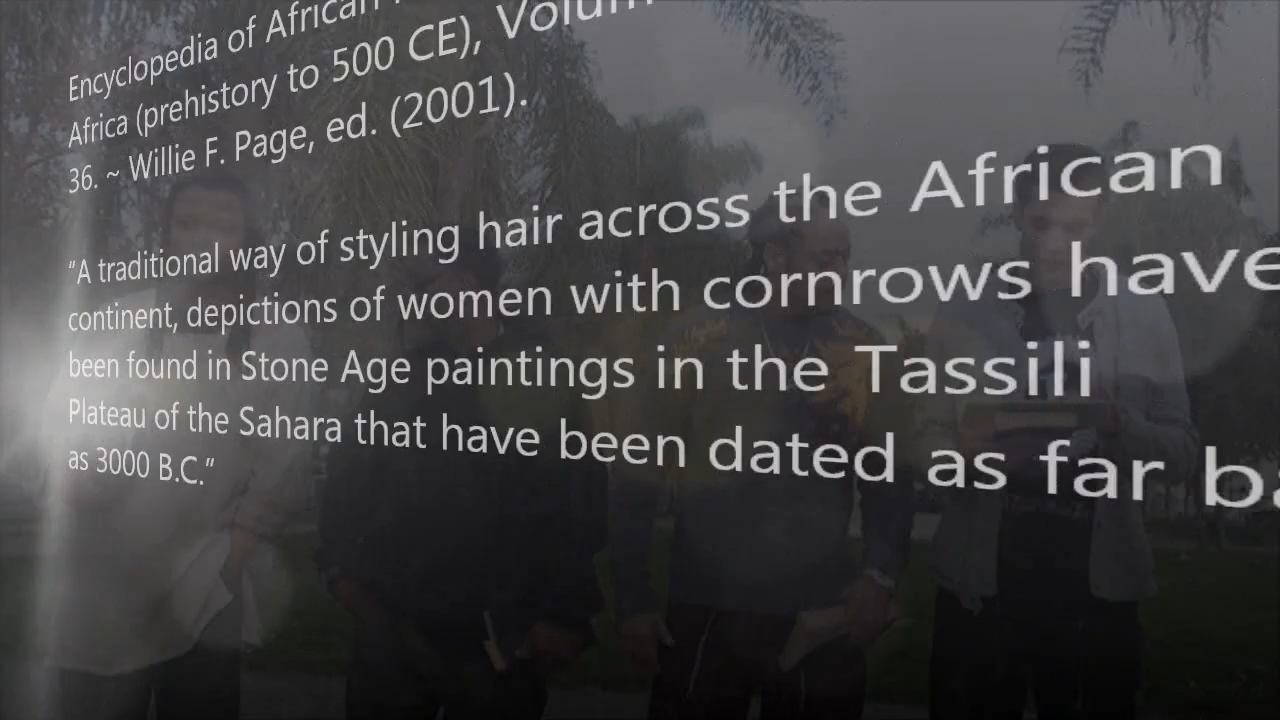 Encyclopedia of African
Africa (prehistory to 500 CE),
36. ~ Willie F. Page, ed. (2001).
"A traditional way of styling hair across the African
continent, depictions of women with cornrows have
been found in Stone Age paintings in the Tassili
Plateau of the Sahara that have been dated as far
as 3000 B.C."